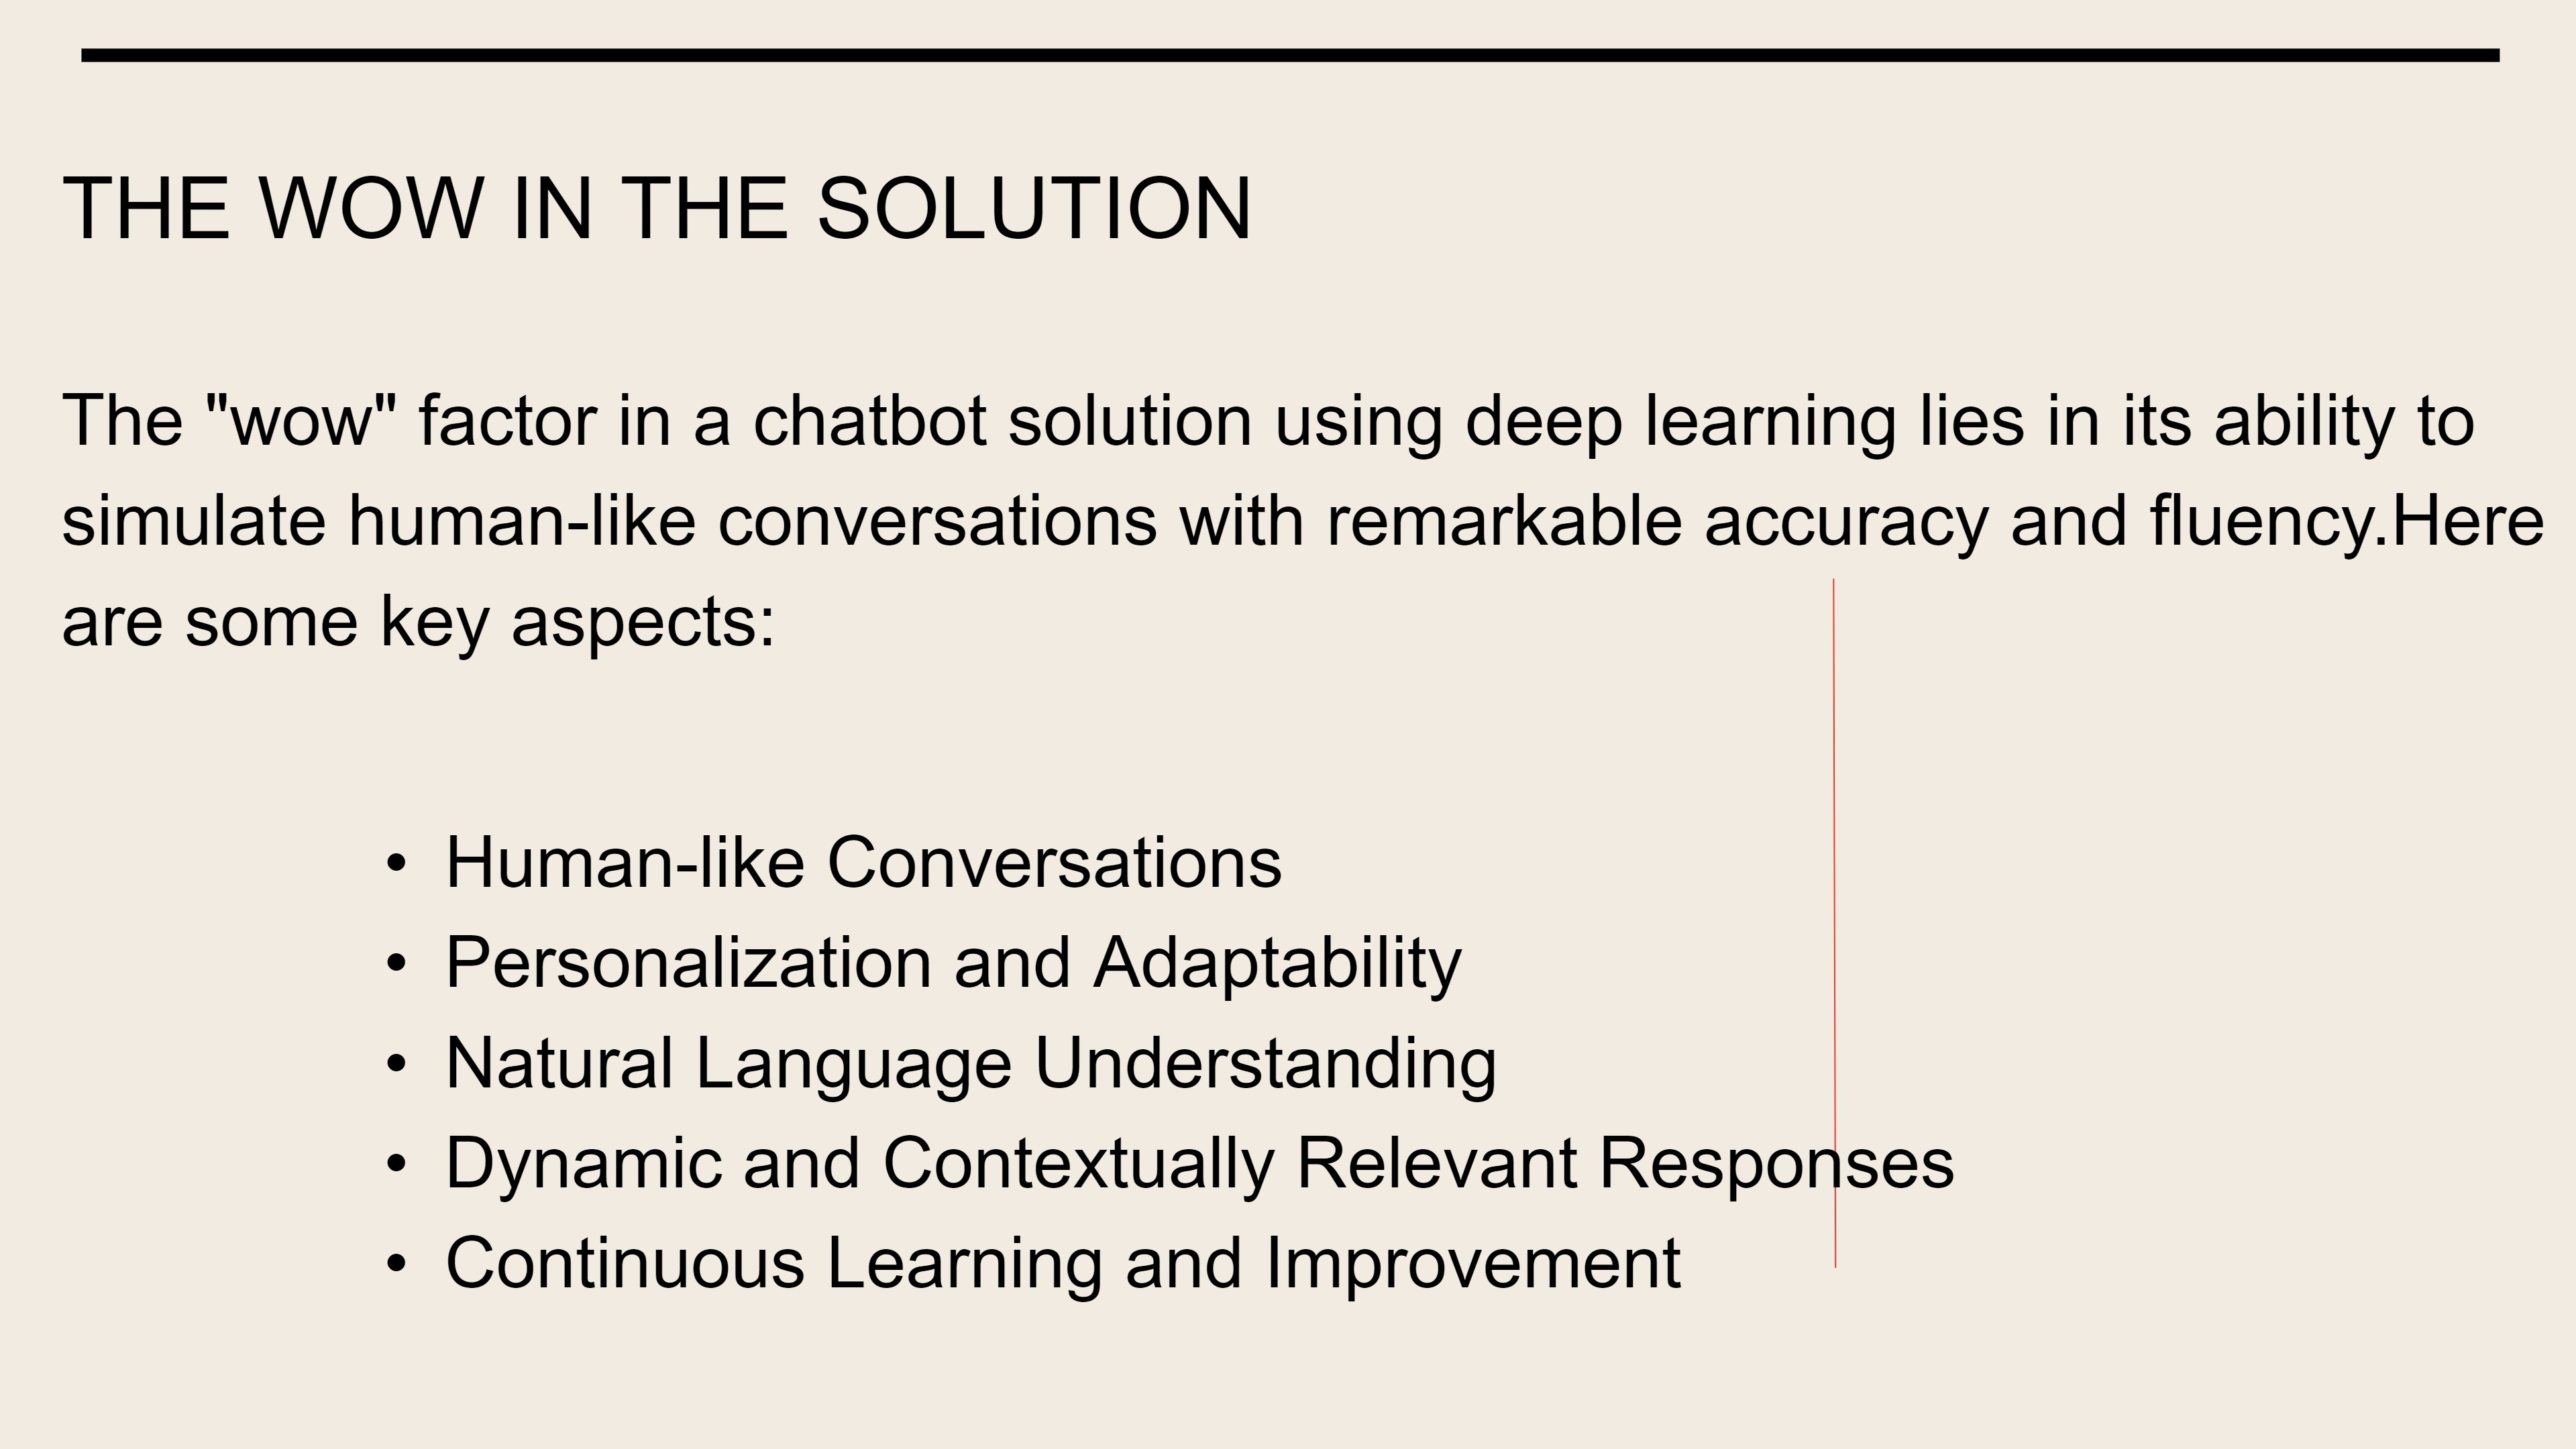 THE WOW IN THE SOLUTION
The "wow" factor in a chatbot solution using deep learning lies in its ability to
simulate human-like conversations with remarkable accuracy and fluency.Here
are some key aspects:
• Human-like Conversations
• Personalization and Adaptability
• Natural Language Understanding
• Dynamic and Contextually Relevant Responses
• Continuous Learning and Improvement